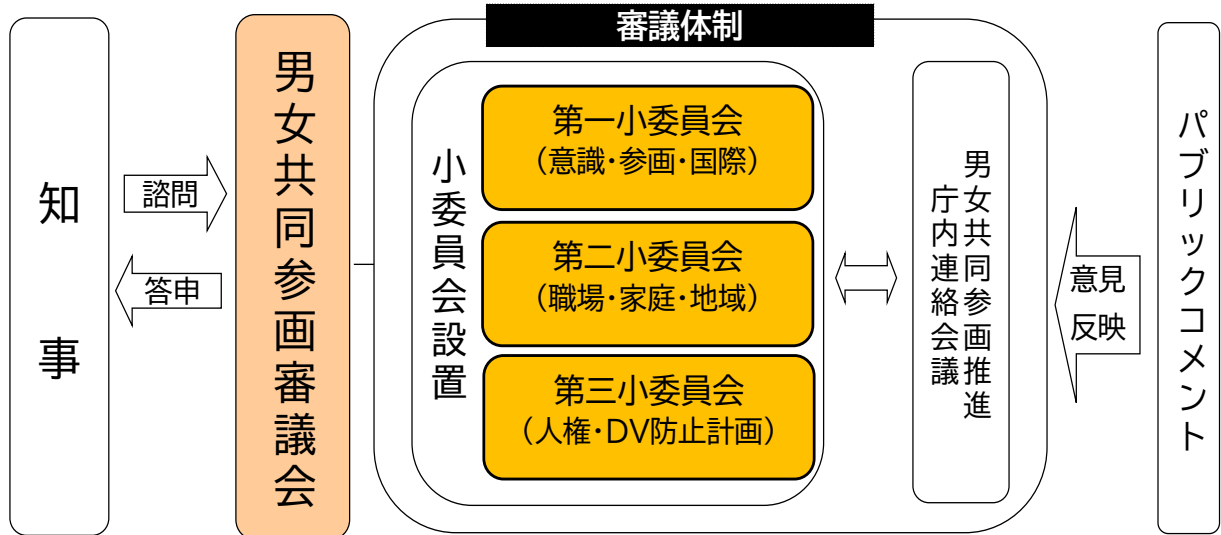 審議体制
知事
諮問
答申
男女共同参画審議会
小委員会設置
第一小委員会
（意識・参画・国際）
第二小委員会
（職場・家庭・地域）
第三小委員会
（人権・DV防止計画）
男女共同参画推進
庁内連絡会議
意見
反映
パブリックコメント